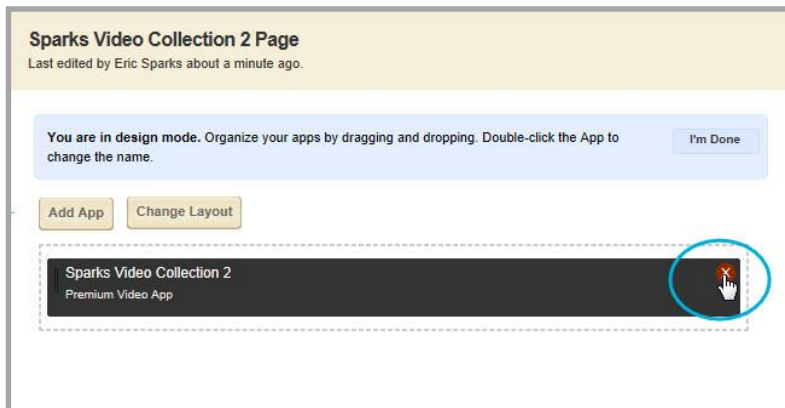 Sparks Video Collection 2 Page
Last edited by Eric Sparks about a minute ago.
You are in design mode. Organize your apps by dragging and dropping. Double-click the App to
change the name.
I'm Done
Add App
Change Layout
Sparks Video Collection 2
Premium Video App